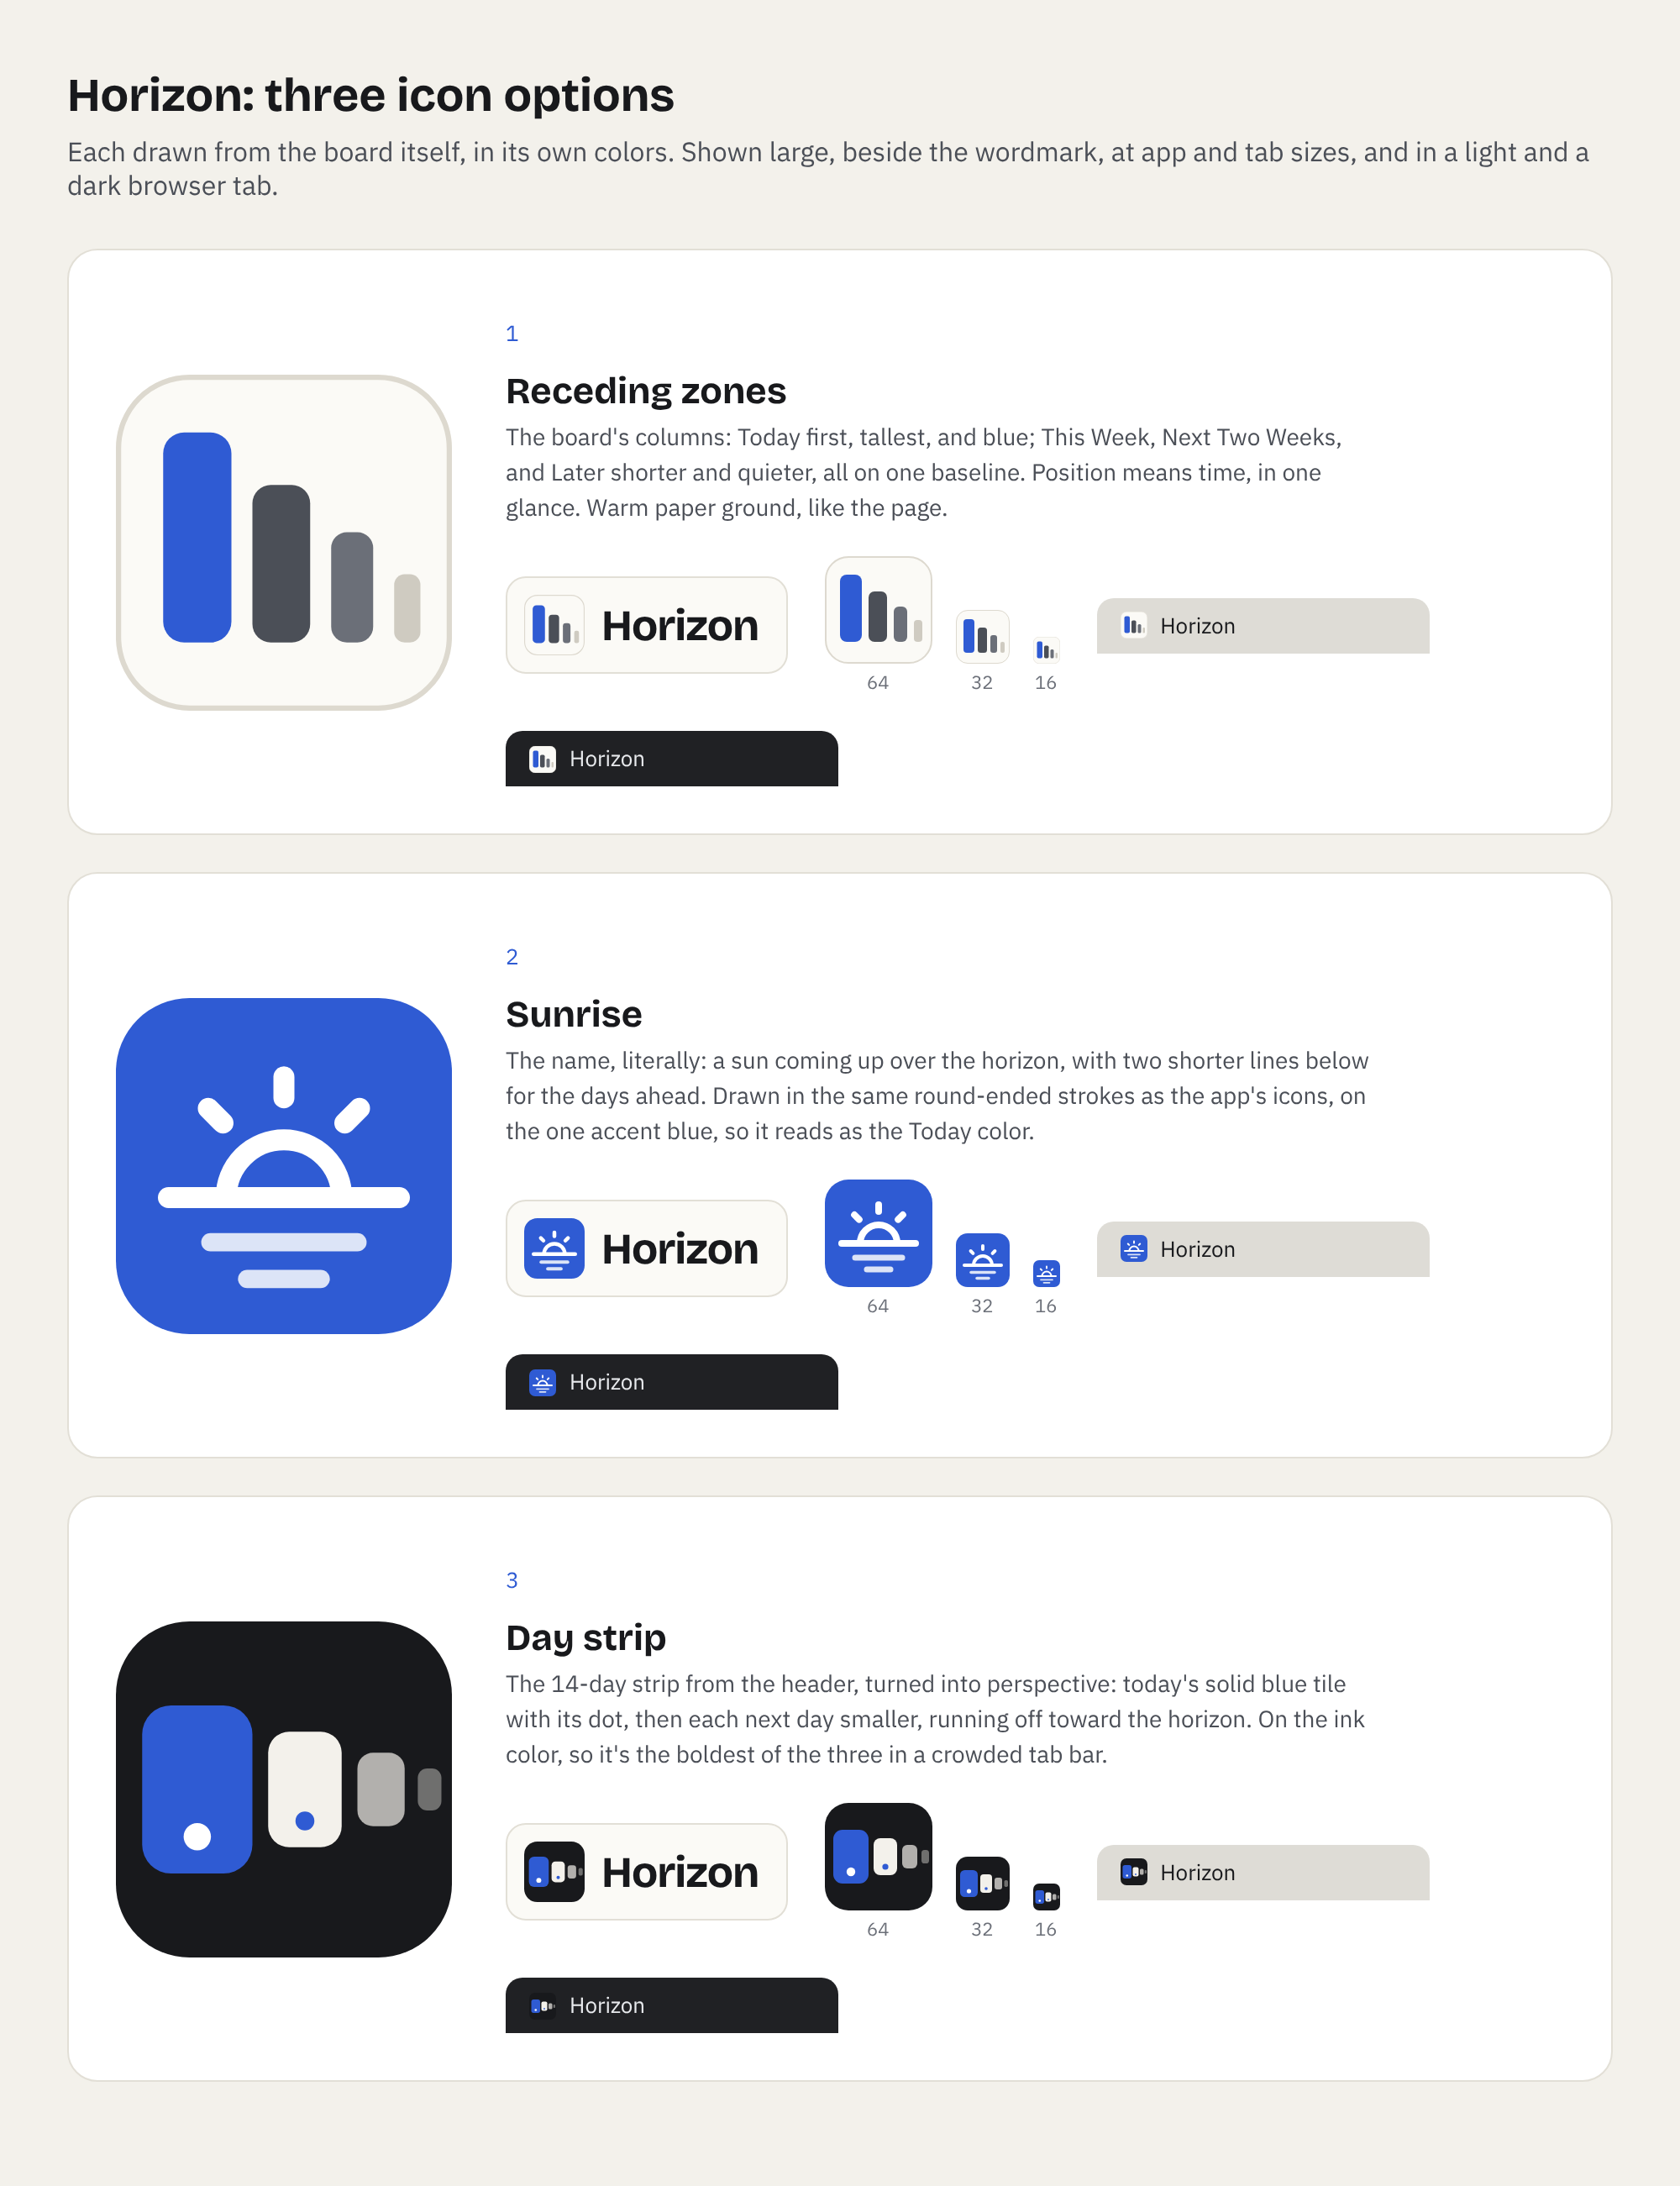 Horizon: three icon options
Each drawn from the board itself, in its own colors. Shown large, beside the wordmark, at app and tab sizes, and in a light and a
dark browser tab.
1
Receding zones
The board's columns: Today first, tallest, and blue; This Week, Next Two Weeks,
and Later shorter and quieter, all on one baseline. Position means time, in one
glance. Warm paper ground, like the page.
Horizon
64
32
16
Horizon
Horizon
2
Sunrise
The name, literally: a sun coming up over the horizon, with two shorter lines below
for the days ahead. Drawn in the same round-ended strokes as the app's icons, on
the one accent blue, so it reads as the Today color.
Horizon
64
32
16
Horizon
Horizon
3
Day strip
The 14-day strip from the header, turned into perspective: today's solid blue tile
with its dot, then each next day smaller, running off toward the horizon. On the ink
color, so it's the boldest of the three in a crowded tab bar.
Horizon
64
32
16
Horizon
Horizon